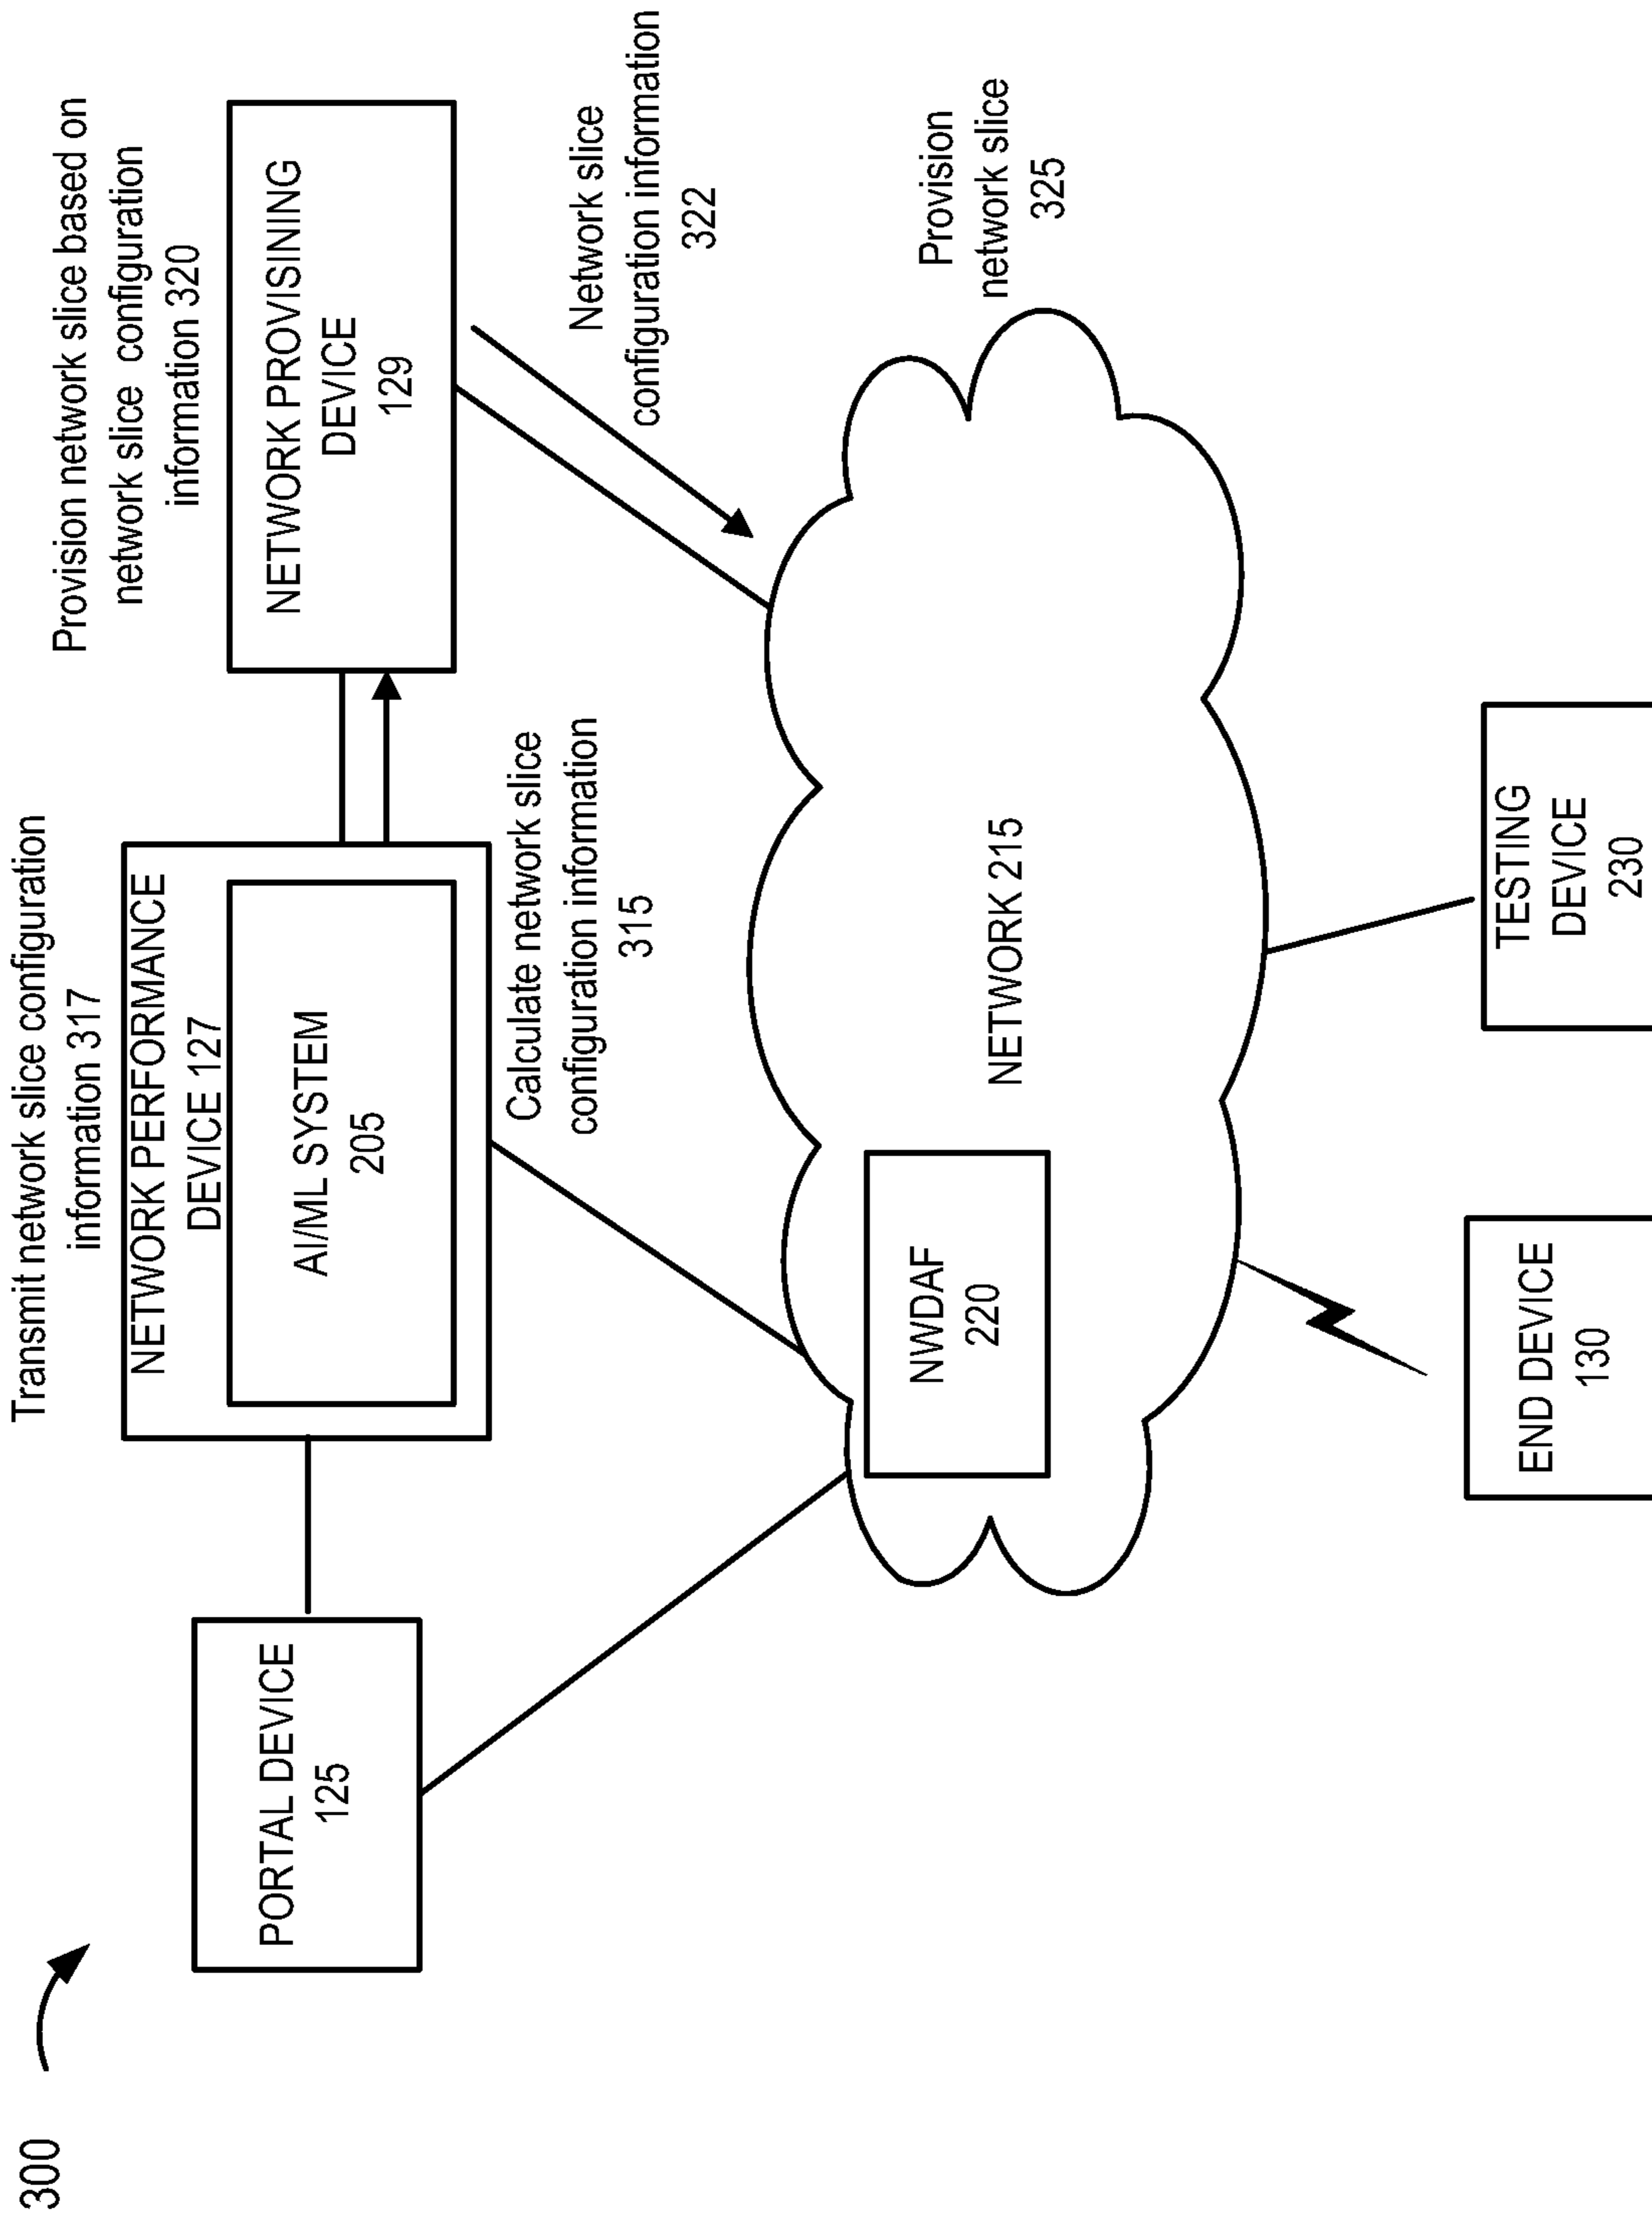 300
Transmit network slice configuration
information 317
Provision network slice based on
network slice  configuration
information 320
PORTAL DEVICE
125
NETWORK PERFORMANCE
DEVICE 127
AI/ML SYSTEM
205
NETWORK PROVISINING
DEVICE
129
Calculate network slice
configuration information
315
Network slice
configuration information
322
NWDAF
220
NETWORK 215
Provision
network slice
325
END DEVICE
130
TESTING
DEVICE
230